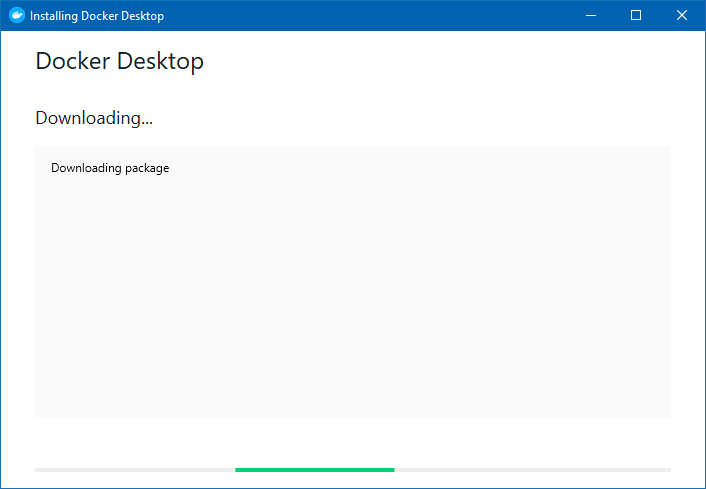 Installing Docker Desktop
Docker Desktop
Downloading...
Downloading package